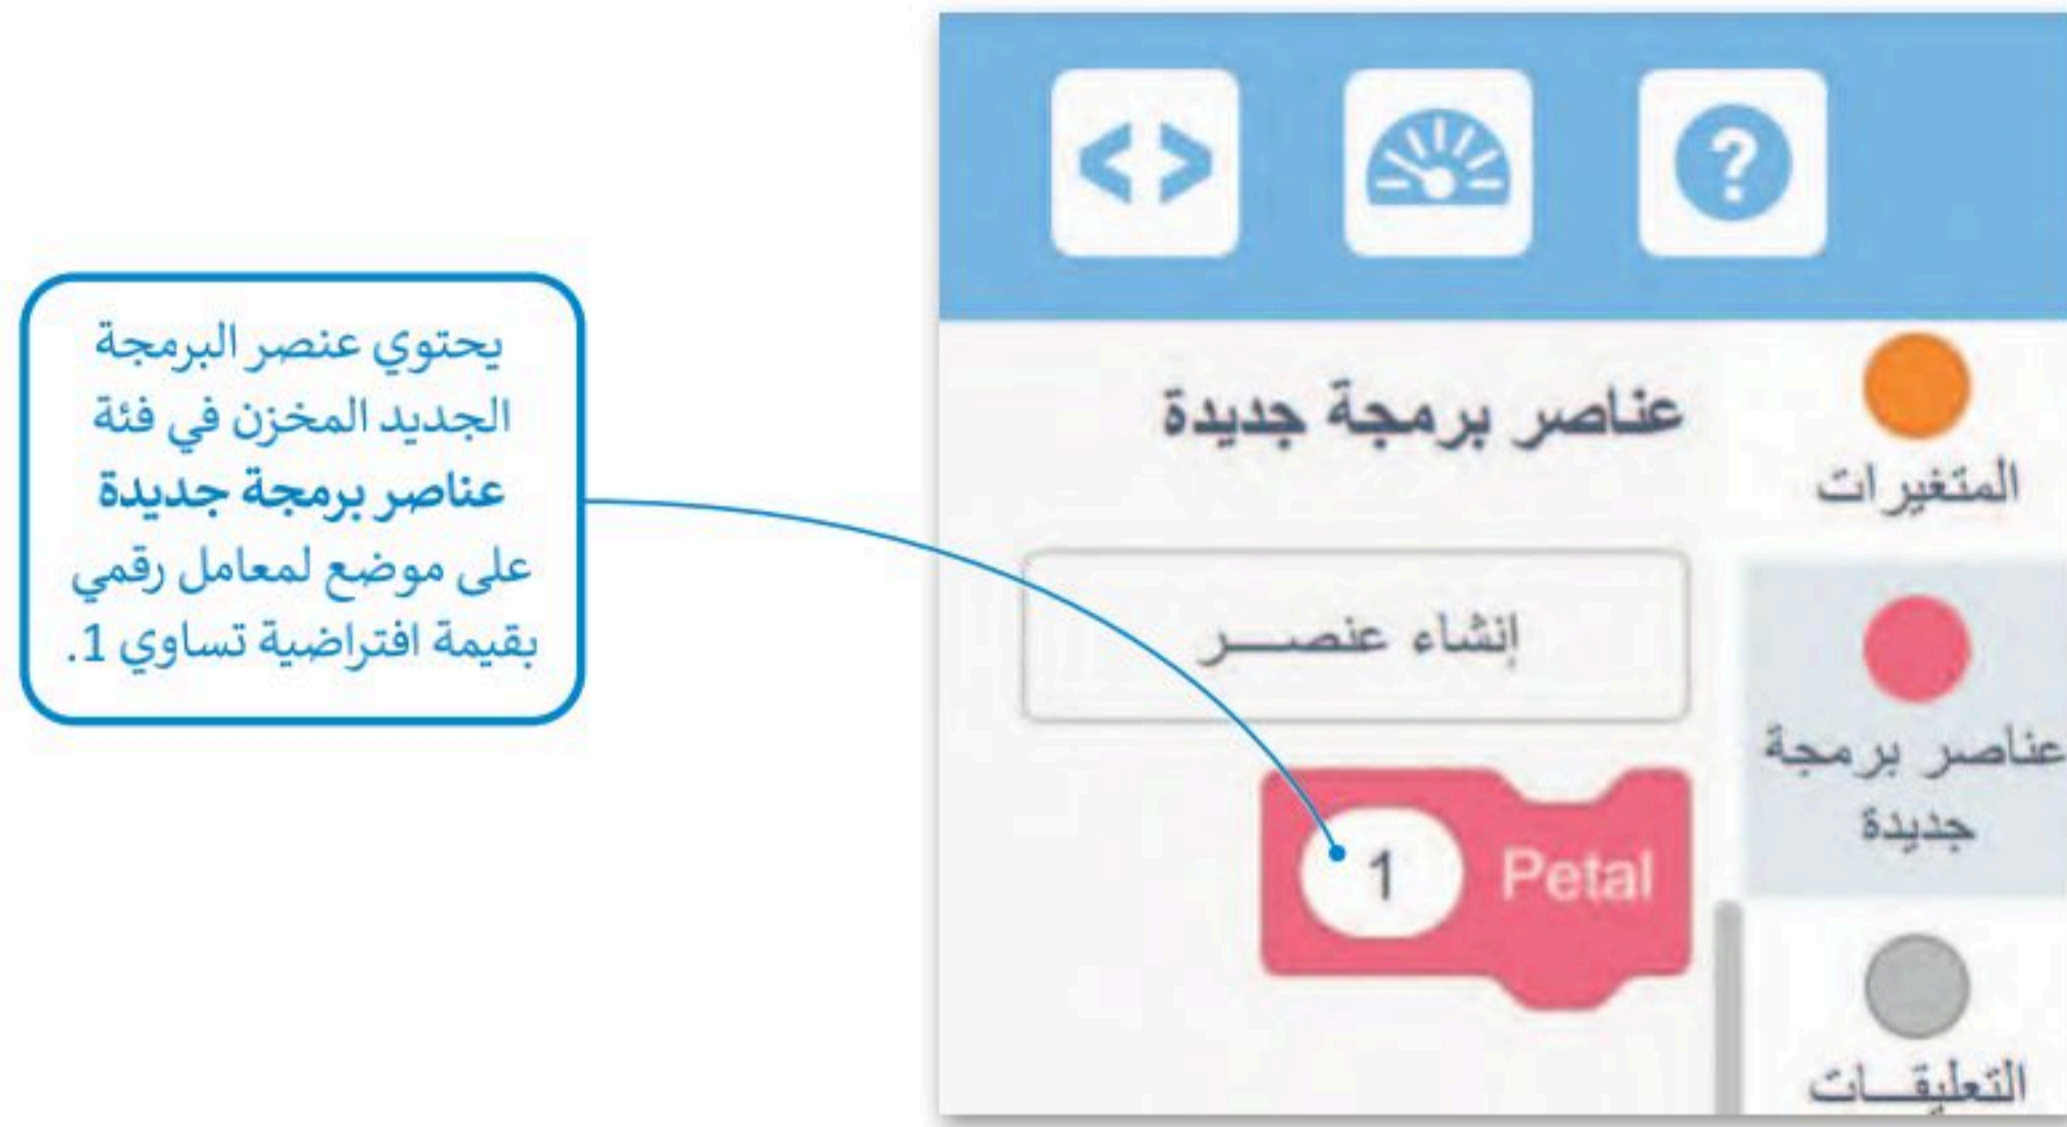 يحتوي عنصر البرمجة
الجديد المخزن في فئة
عناصر برمجة جديدة
على موضع لمعامل رقمي
بقيمة افتراضية تساوي 1.
?
المتغيرات
عناصر برمجة جديدة
إنشاء عنصـــر
عناصر برمجة
جديدة
Petal 1
التعليقــات